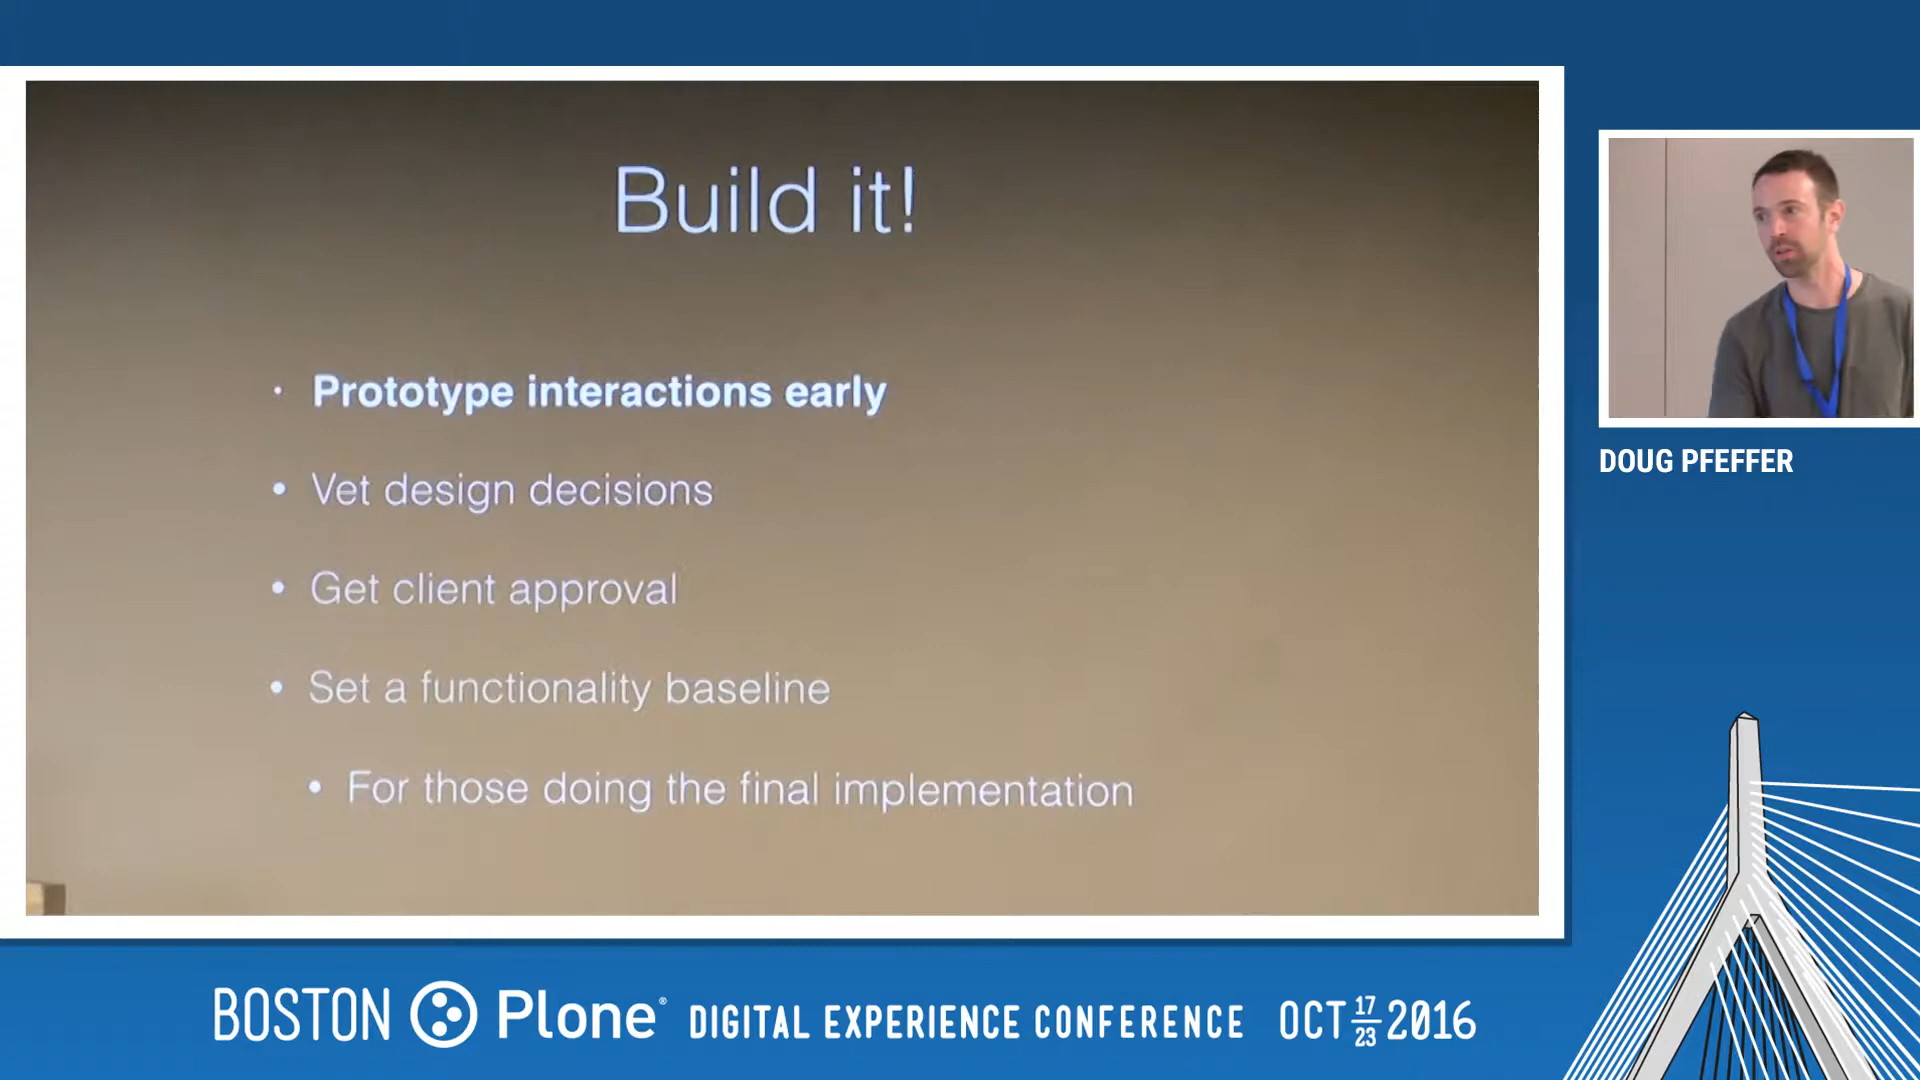 Build it!
Prototype interactions early
Vet design decisions
Get client approval
Set a functionality baseline
For those doing the final implementation
DOUG PFEFFER
BOSTON Plone® DIGITAL EXPERIENCE CONFERENCE OCT 17 23 2016